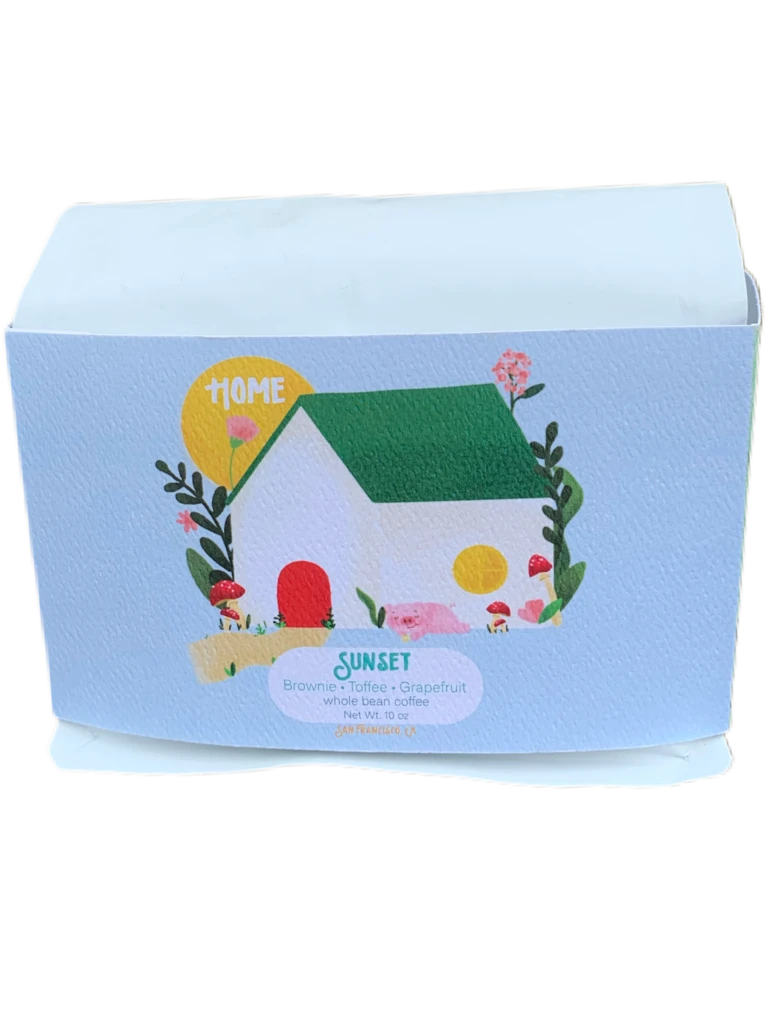 HOME
SUNSET
Brownie • Toffee • Grapefruit
whole bean coffee
Net Wt. 10 oz
SAN FRANCISCO, CA